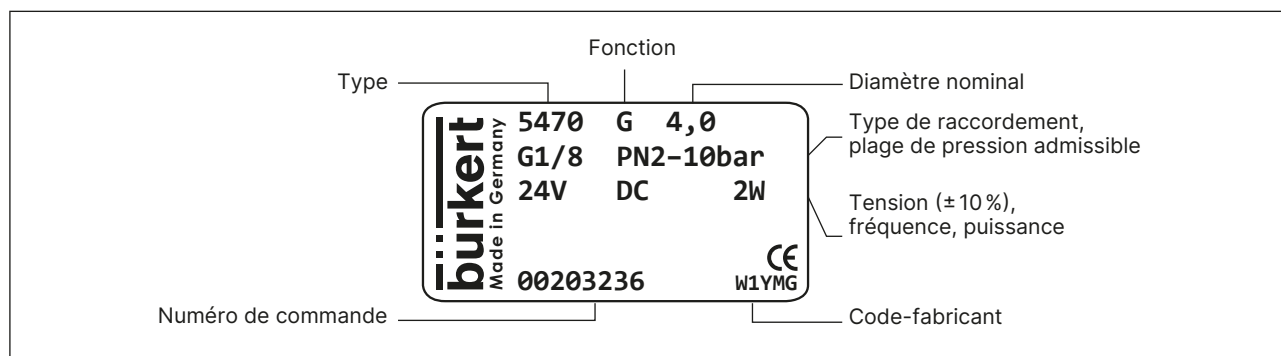 Fonction
Type
Diamètre nominal
bürkert
Made in Germany
5470 G 4,0
G1/8 PN2–10bar
24V DC 2W
Type de raccordement,
plage de pression admissible
Tension (±10 %),
fréquence, puissance
CE
00203236
W1YMG
Numéro de commande
Code-fabricant